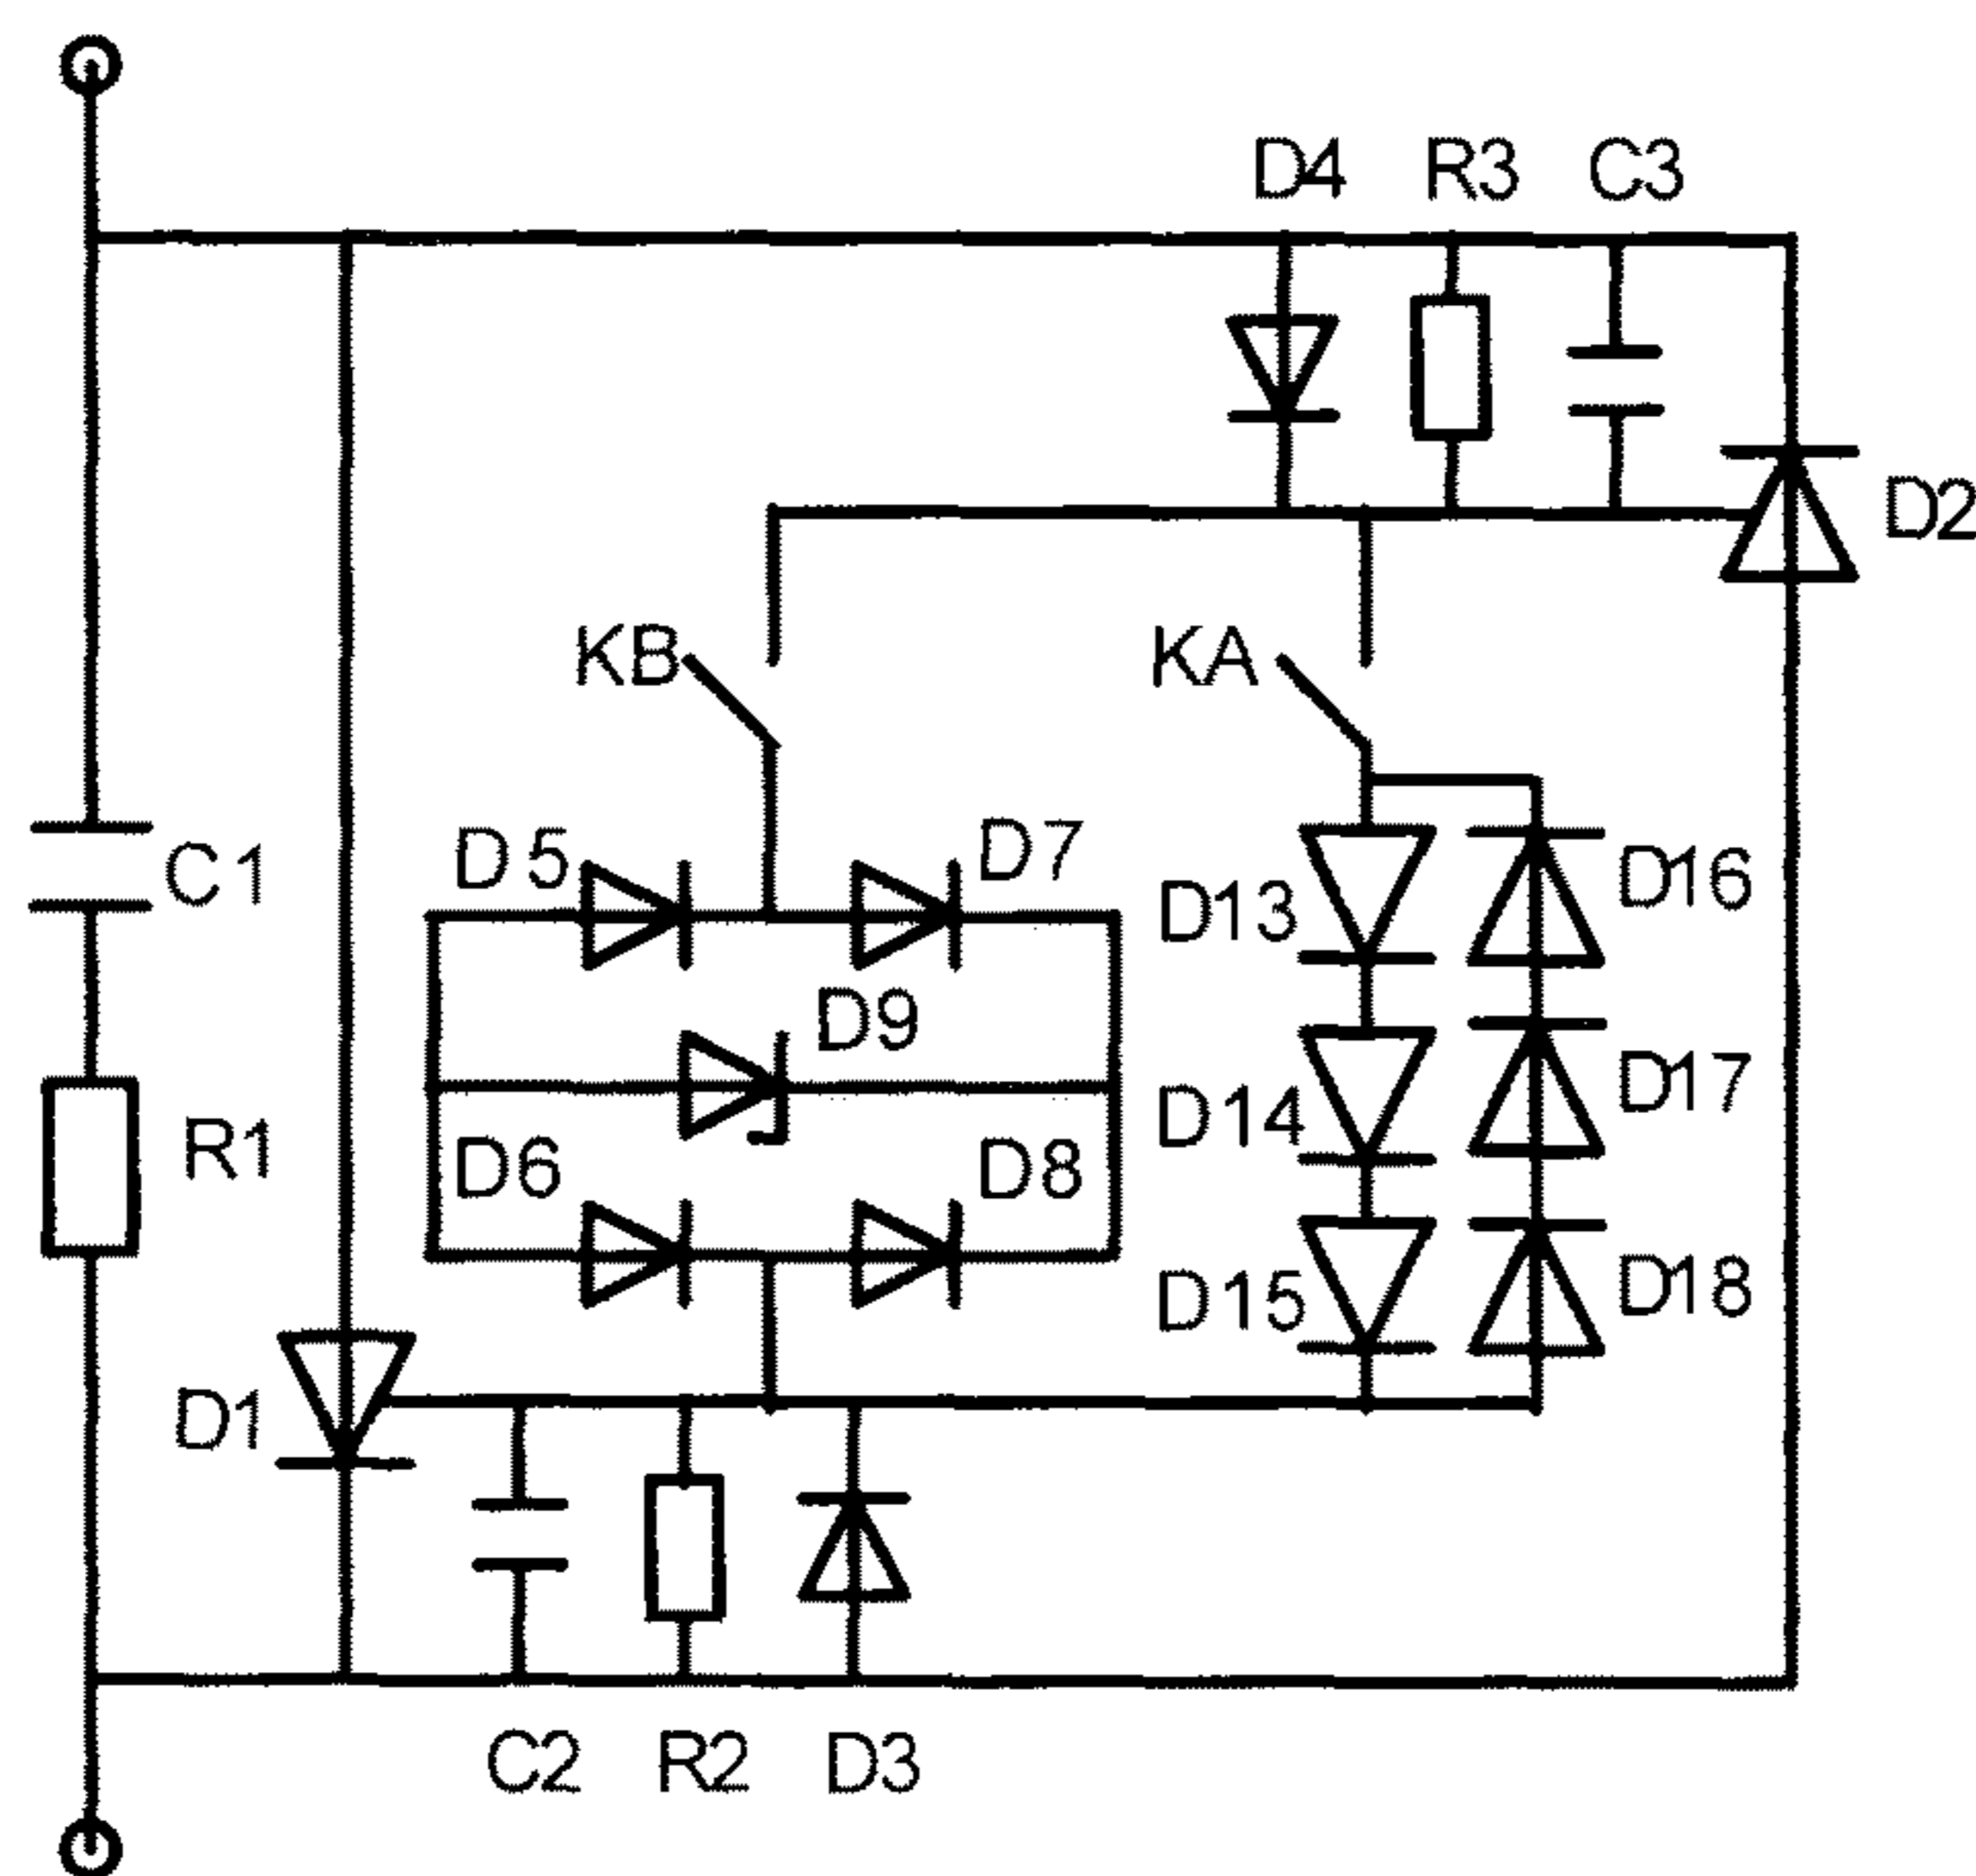 D4 R3 C3
D2
KB KA
D5 D7
C1 D13 D16
D9
D14 D17
R1 D6 D8
D15 D18
D1
C2 R2 D3